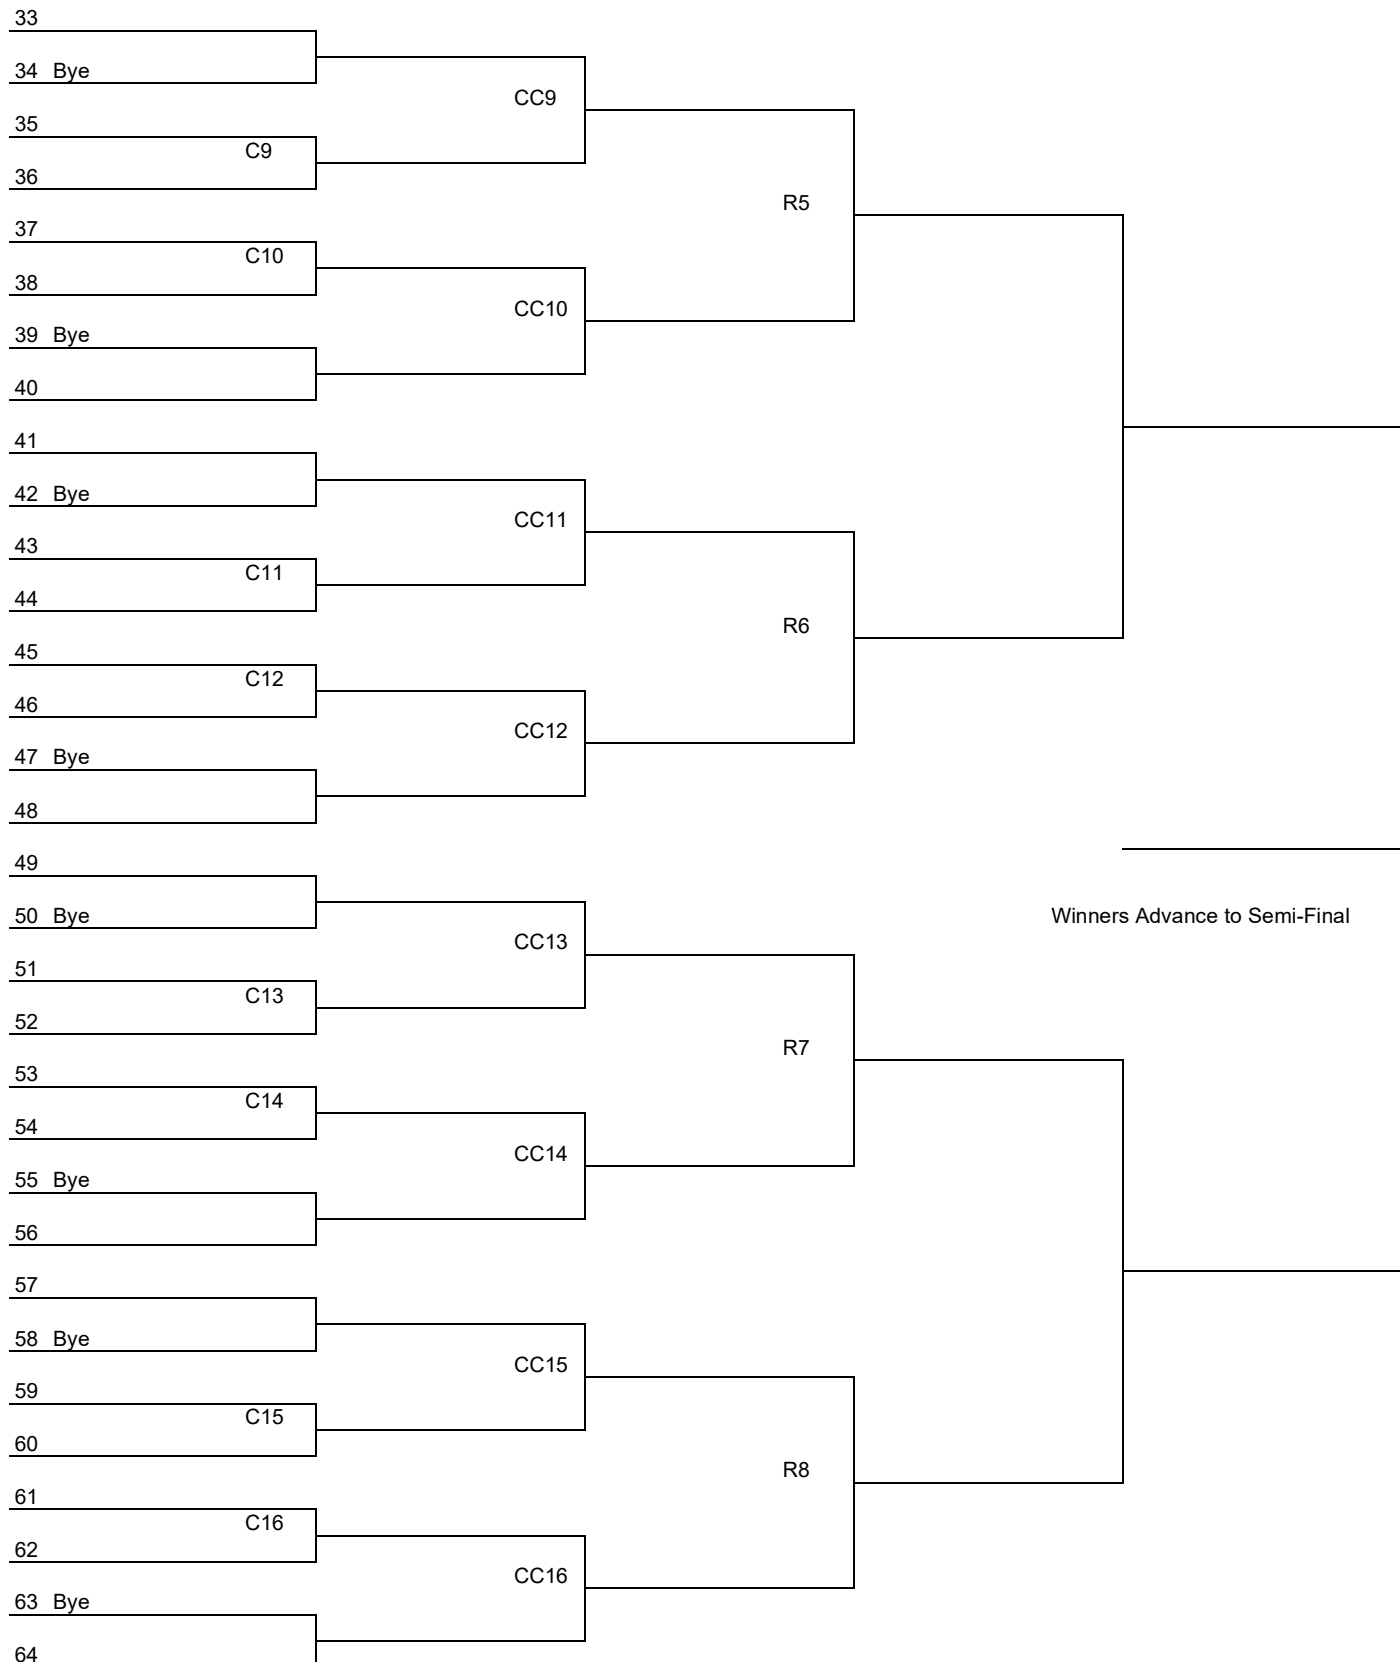 33
34 Bye
CC9
35
C9
36
R5
37
C10
38
CC10
39 Bye
40
41
42 Bye
CC11
43
C11
44
R6
45
C12
46
CC12
47 Bye
48
49
50 Bye
Winners Advance to Semi-Final
CC13
51
C13
52
R7
53
C14
54
CC14
55 Bye
56
57
58 Bye
CC15
59
C15
60
R8
61
C16
62
CC16
63 Bye
64